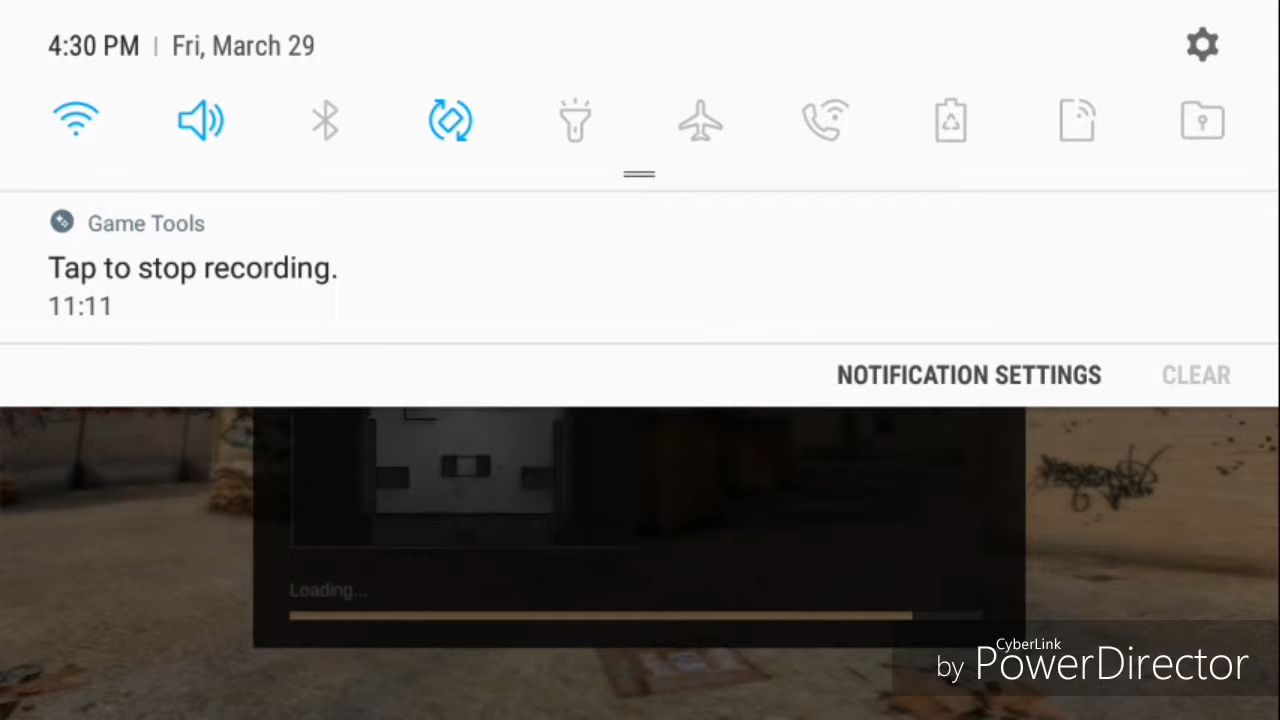 4:30 PM | Fri, March 29
Game Tools
Tap to stop recording.
11:11
NOTIFICATION SETTINGS CLEAR
Loading...
CyberLink
by PowerDirector